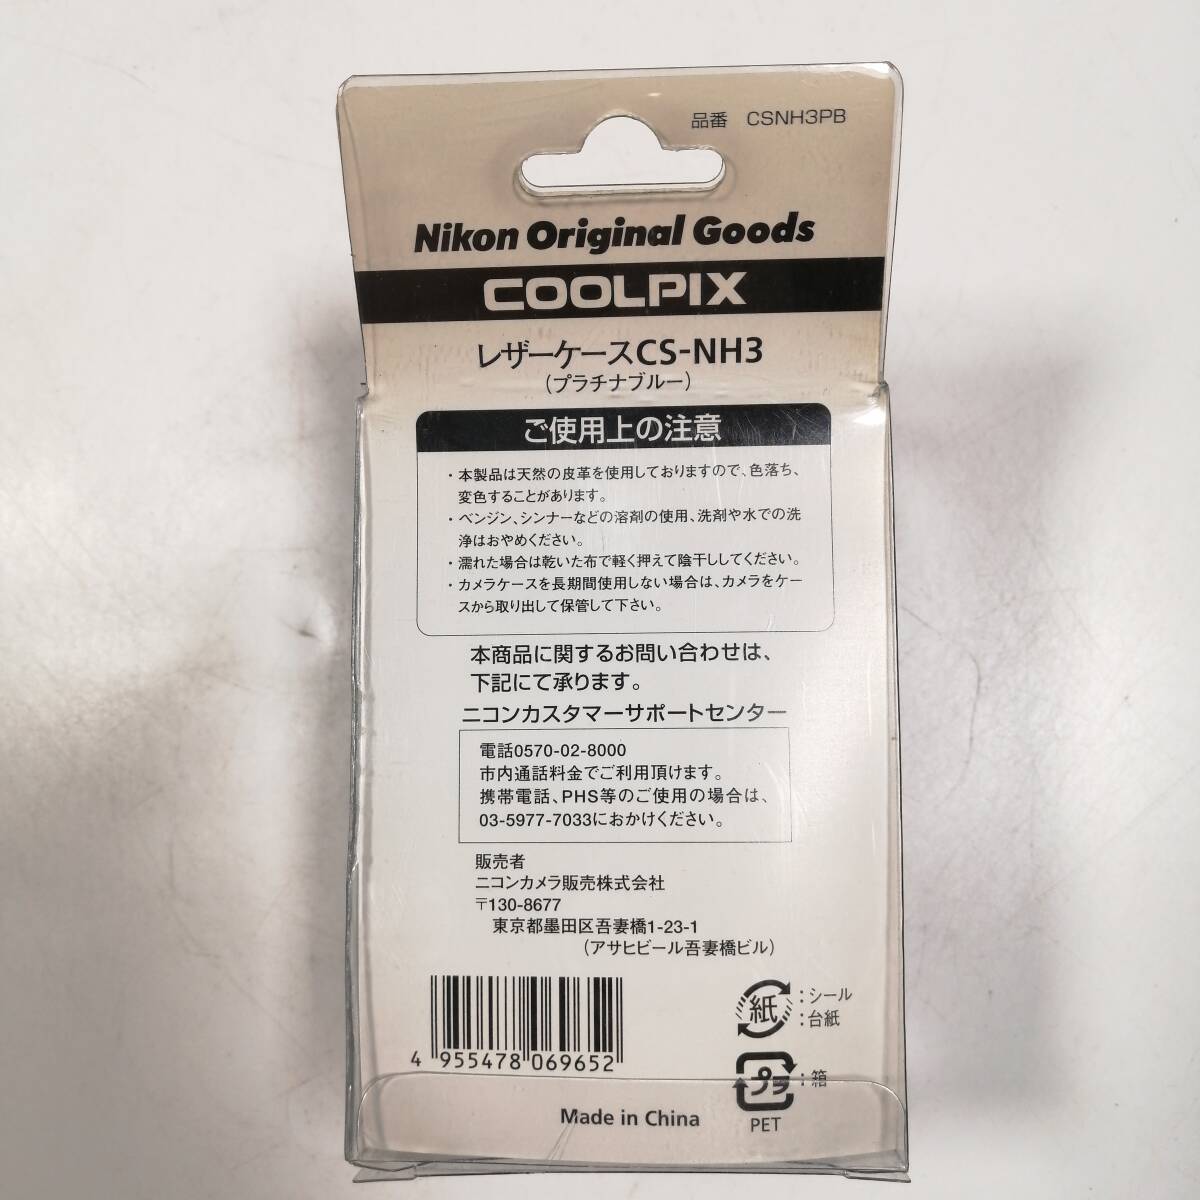 品番 CSNH3PB
Nikon Original Goods
COOLPIX
レザーケースCS-NH3
(プラチナブルー)
ご使用上の注意
・本製品は天然の皮革を使用しておりますので、色落ち、
変色することがあります。
・ベンジン、シンナーなどの溶剤の使用、洗剤や水での洗
浄はおやめください。
・濡れた場合は乾いた布で軽く押えて陰干ししてください。
・カメラケースを長期間使用しない場合は、カメラをケー
スから取り出して保管して下さい。
本商品に関するお問い合わせは、
下記にて承ります。
ニコンカスタマーサポートセンター
電話0570-02-8000
市内通話料金でご利用頂けます。
携帯電話、PHS等のご使用の場合は、
03-5977-7033におかけください。
販売者
ニコンカメラ販売株式会社
〒130-8677
東京都墨田区吾妻橋1-23-1
(アサヒビール吾妻橋ビル)
紙 :シール
:台紙
4 955478 069652
プラ :箱
PET
Made in China